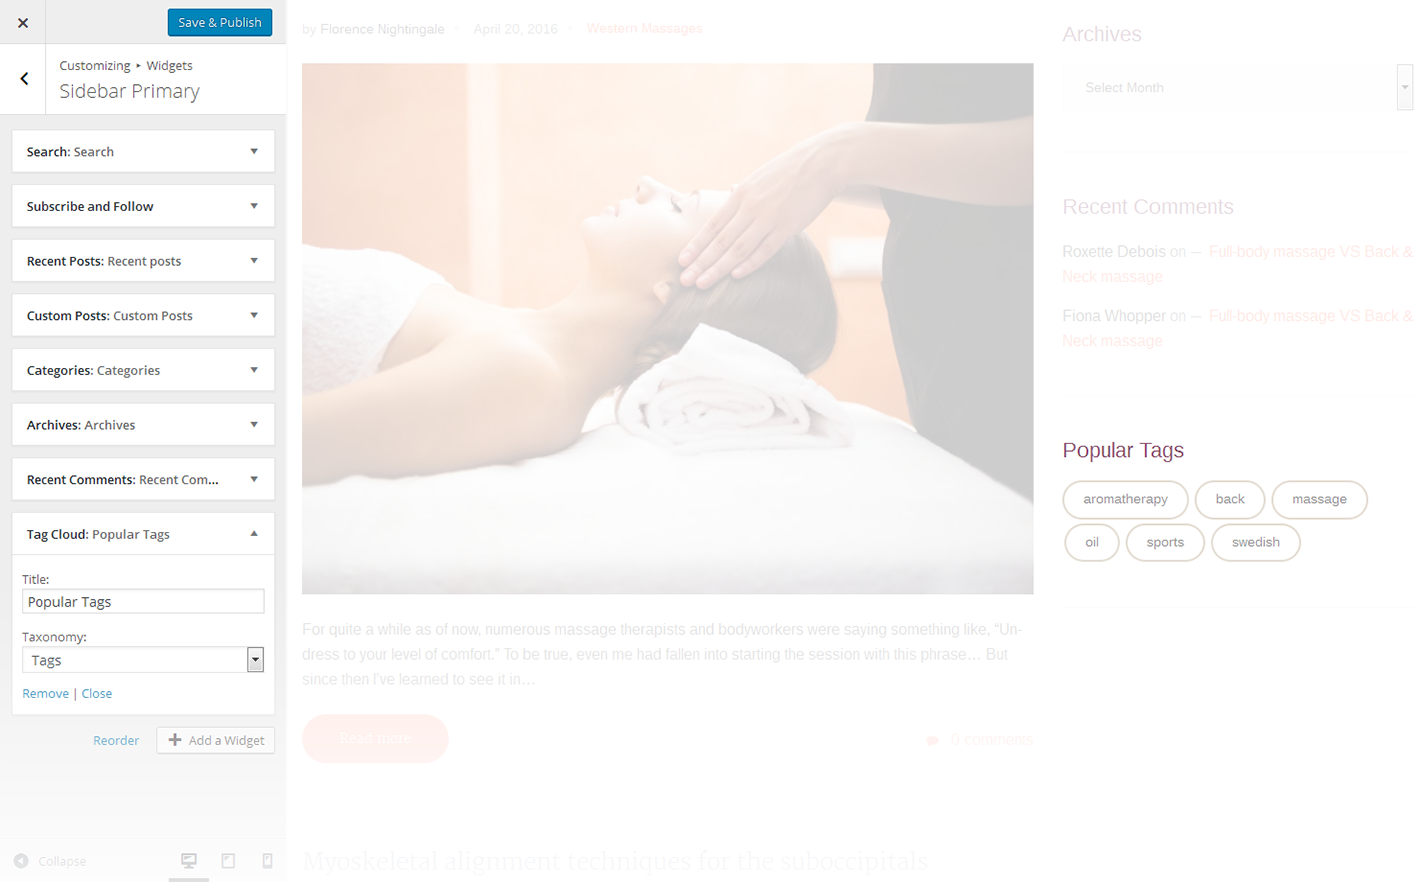 Save & Publish
Customizing ▸ Widgets
Sidebar Primary
Search: Search
Subscribe and Follow
Recent Posts: Recent posts
Custom Posts: Custom Posts
Categories: Categories
Archives: Archives
Recent Comments: Recent Com...
Tag Cloud: Popular Tags
Title:
Popular Tags
Taxonomy:
Tags
Remove | Close
Reorder
Add a Widget
Collapse
by Florence Nightingale
April 20, 2016
Western Massages
For quite a while as of now, numerous massage therapists and bodyworkers were saying something like, “Un-
dress to your level of comfort.” To be true, even me had fallen into starting the session with this phrase… But
since then I’ve learned to see it in…
Read more
0 comments
Myoskeletal alignment techniques for the suboccipitals
Archives
Select Month
Recent Comments
Roxette Debois on — Full-body massage VS Back &
Neck massage
Fiona Whopper on — Full-body massage VS Back &
Neck massage
Popular Tags
aromatherapy
back
massage
oil
sports
swedish